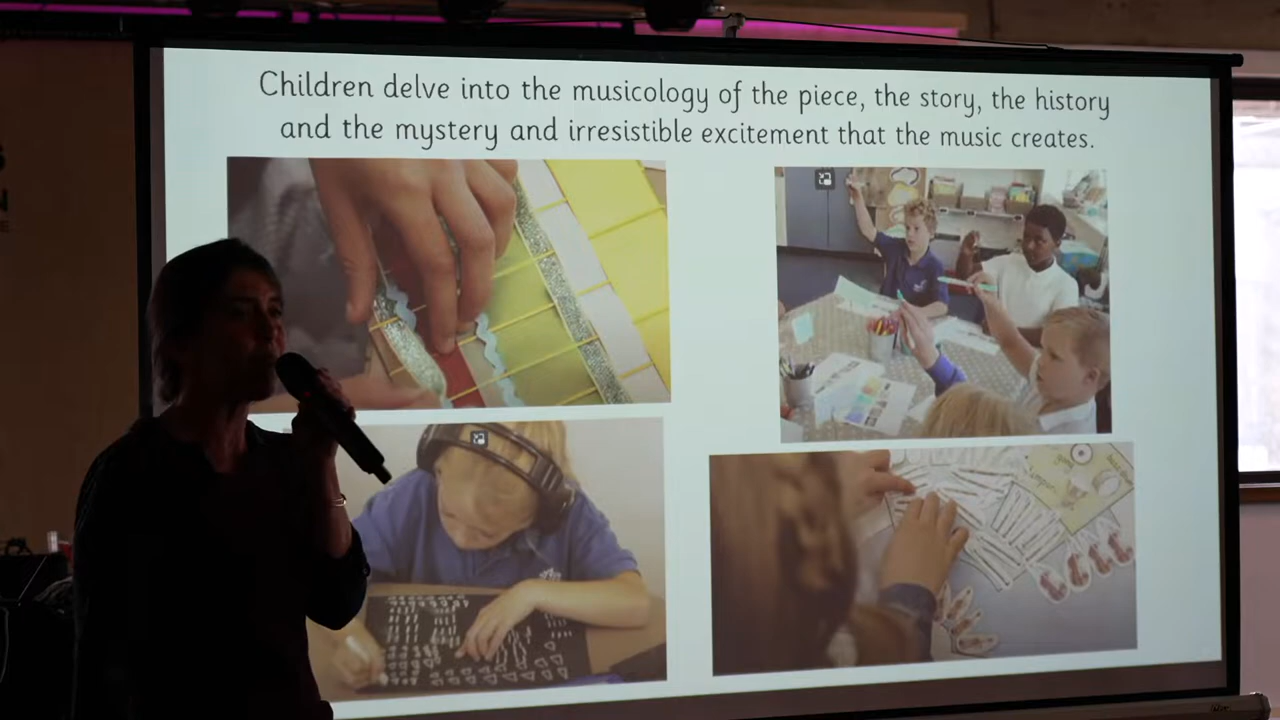 Children delve into the musicology of the piece, the story, the history
and the mystery and irresistible excitement that the music creates.